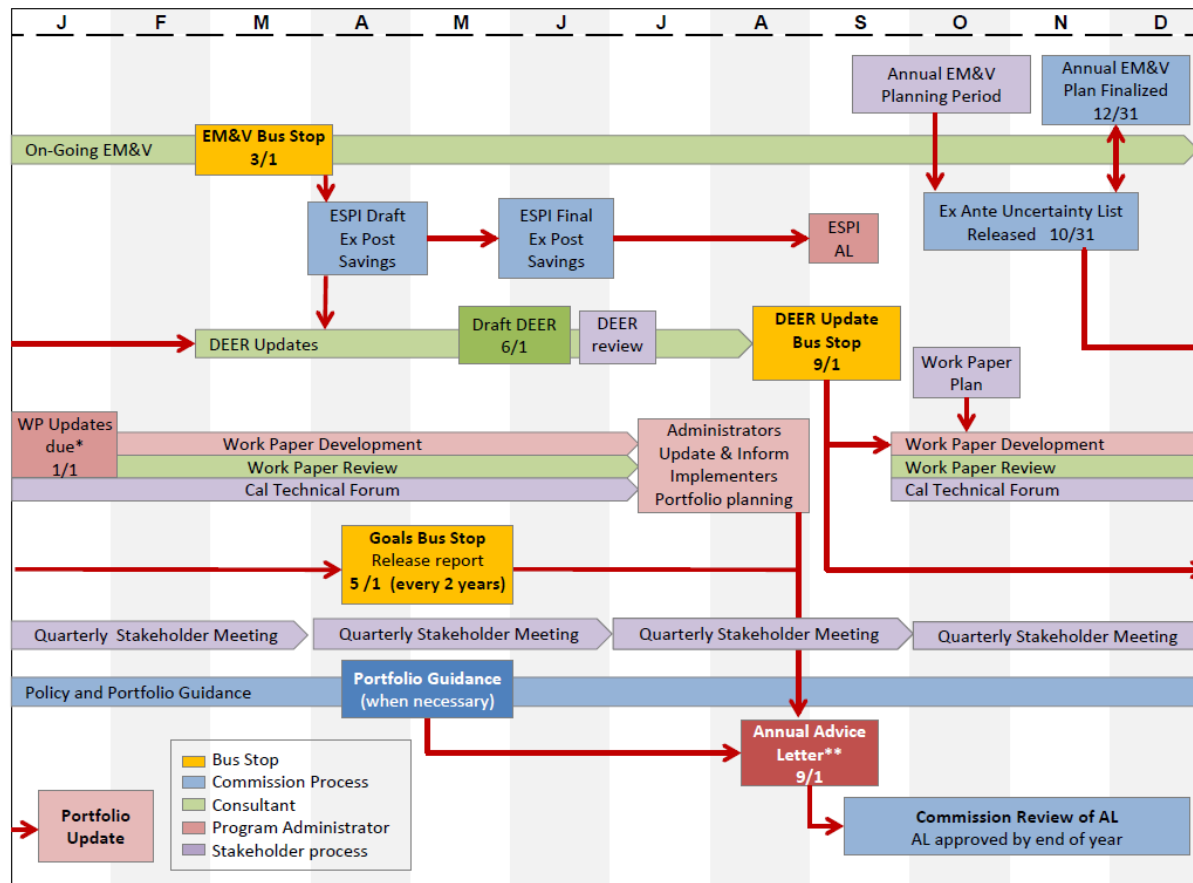 J F M A M J J A S O N D
Annual EM&V
Planning Period
Annual EM&V
Plan Finalized
12/31
On-Going EM&V
EM&V Bus Stop
3/1
ESPI Draft
Ex Post
Savings
ESPI Final
Ex Post
Savings
ESPI
AL
Ex Ante Uncertainty List
Released 10/31
DEER Updates
Draft DEER
6/1
DEER
review
DEER Update
Bus Stop
9/1
Work Paper
Plan
WP Updates
due*
1/1
Work Paper Development
Work Paper Review
Cal Technical Forum
Administrators
Update & Inform
Implementers
Portfolio planning
Work Paper Development
Work Paper Review
Cal Technical Forum
Goals Bus Stop
Release report
5 /1 (every 2 years)
Quarterly Stakeholder Meeting
Quarterly Stakeholder Meeting
Quarterly Stakeholder Meeting
Quarterly Stakeholder Meeting
Policy and Portfolio Guidance
Portfolio Guidance
(when necessary)
Annual Advice
Letter**
9/1
Bus Stop
Commission Process
Consultant
Program Administrator
Stakeholder process
Portfolio
Update
Commission Review of AL
AL approved by end of year